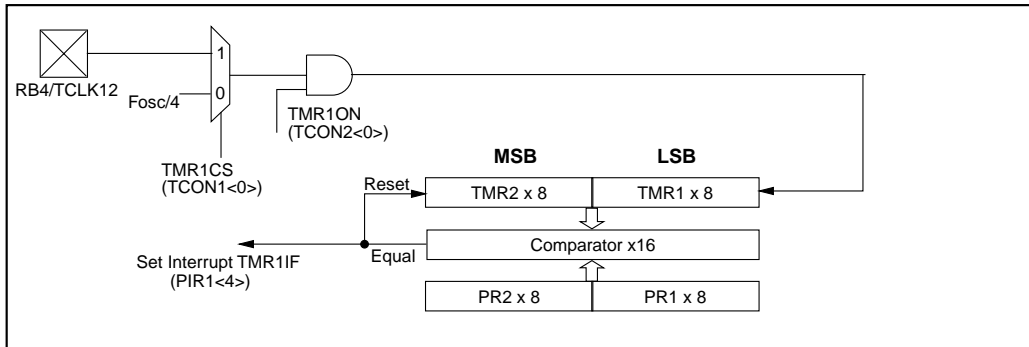 1
RB4/TCLK12
Fosc/4
0
TMR1ON
(TCON2<0>)
TMR1CS
(TCON1<0>)
MSB
LSB
Reset
TMR2 x 8
TMR1 x 8
Set Interrupt TMR1IF
(PIR1<4>)
Equal
Comparator x16
PR2 x 8
PR1 x 8